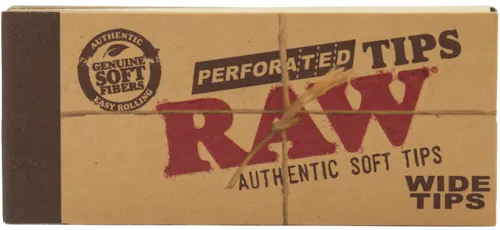 AUTHENTIC
GENUINE
SOFT
FIBERS
EASY ROLLING
PERFORATED TIPS
RAW®
AUTHENTIC SOFT TIPS
WIDE
TIPS